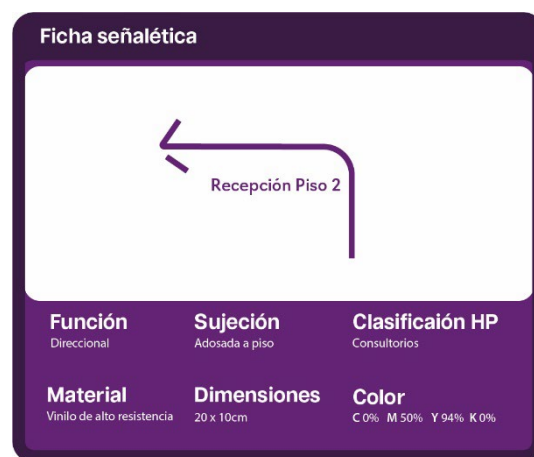 Ficha señalética
Recepción Piso 2
Función
Direccional
Sujeción
Adosada a piso
Clasificaión HP
Consultorios
Material
Vinilo de alto resistencia
Dimensiones
20 x 10cm
Color
C 0% M 50% Y 94% K 0%